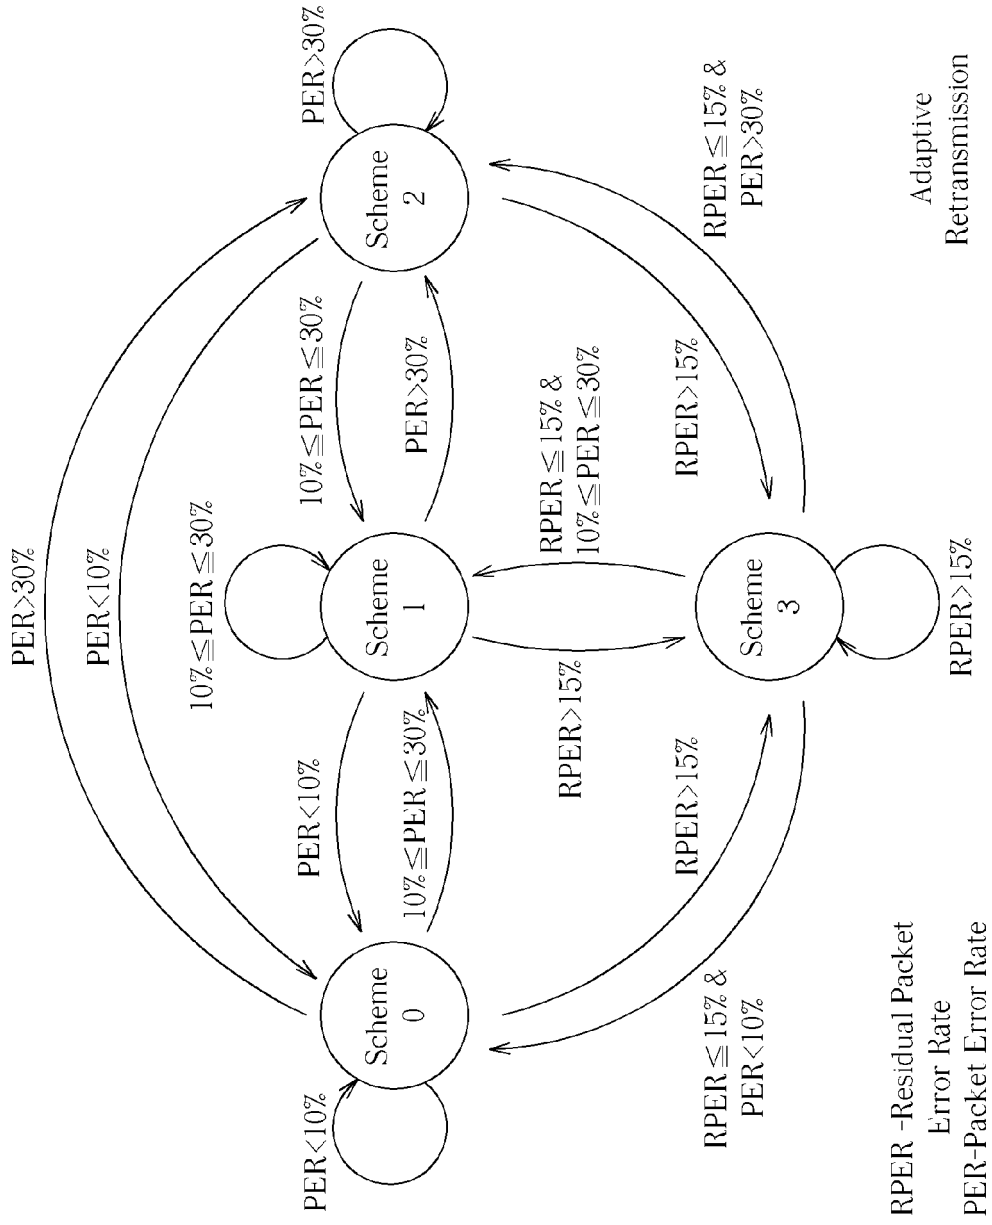 PER>30%
PER<10%
10%≦PER≦30%
PER<10%
PER<10%
10%≦PER≦30%
10%≦PER≦30%
PER>30%
PER>30%
Scheme
0
Scheme
1
Scheme
2
RPER>15%
RPER≦15% &
10%≦PER≦30%
RPER≦15% &
PER<10%
RPER>15%
Scheme
3
RPER>15%
RPER≦15% &
PER>30%
RPER>15%
RPER -Residual Packet
Error Rate
PER-Packet Error Rate
Adaptive
Retransmission